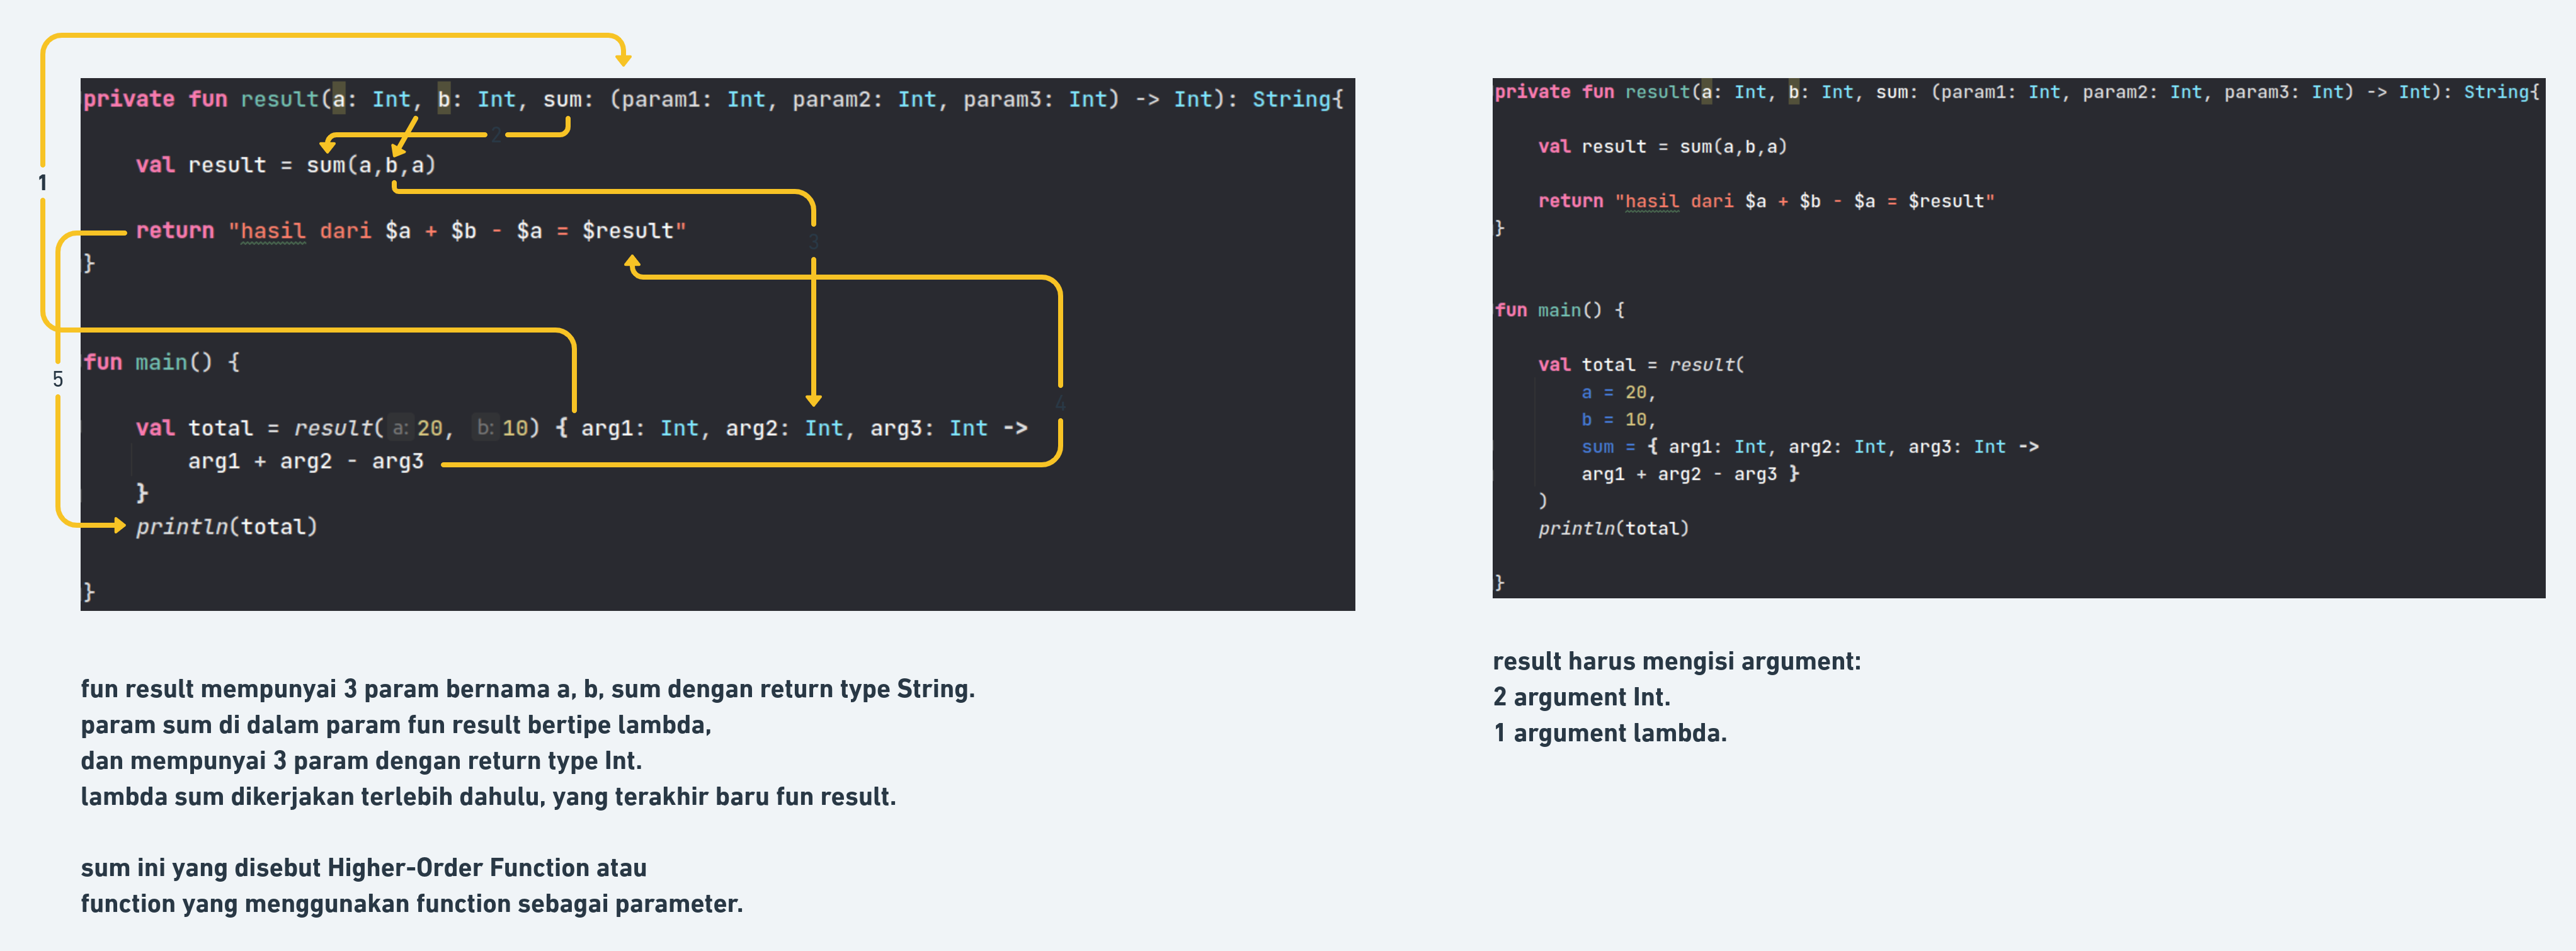 private fun result(a: Int, b: Int, sum: (param1: Int, param2: Int, param3: Int) -> Int): String{
2
val result = sum(a,b,a)
1
return "hasil dari $a + $b - $a = $result"
3
}
fun main() {
5
4
val total = result( a: 20, b: 10) { arg1: Int, arg2: Int, arg3: Int ->
arg1 + arg2 - arg3
}
println(total)
}
fun result mempunyai 3 param bernama a, b, sum dengan return type String.
param sum di dalam param fun result bertipe lambda,
dan mempunyai 3 param dengan return type Int.
lambda sum dikerjakan terlebih dahulu, yang terakhir baru fun result.
sum ini yang disebut Higher-Order Function atau
function yang menggunakan function sebagai parameter.
private fun result(a: Int, b: Int, sum: (param1: Int, param2: Int, param3: Int) -> Int): String{
val result = sum(a,b,a)
return "hasil dari $a + $b - $a = $result"
}
fun main() {
val total = result(
a = 20,
b = 10,
sum = { arg1: Int, arg2: Int, arg3: Int ->
arg1 + arg2 - arg3 }
)
println(total)
}
result harus mengisi argument:
2 argument Int.
1 argument lambda.